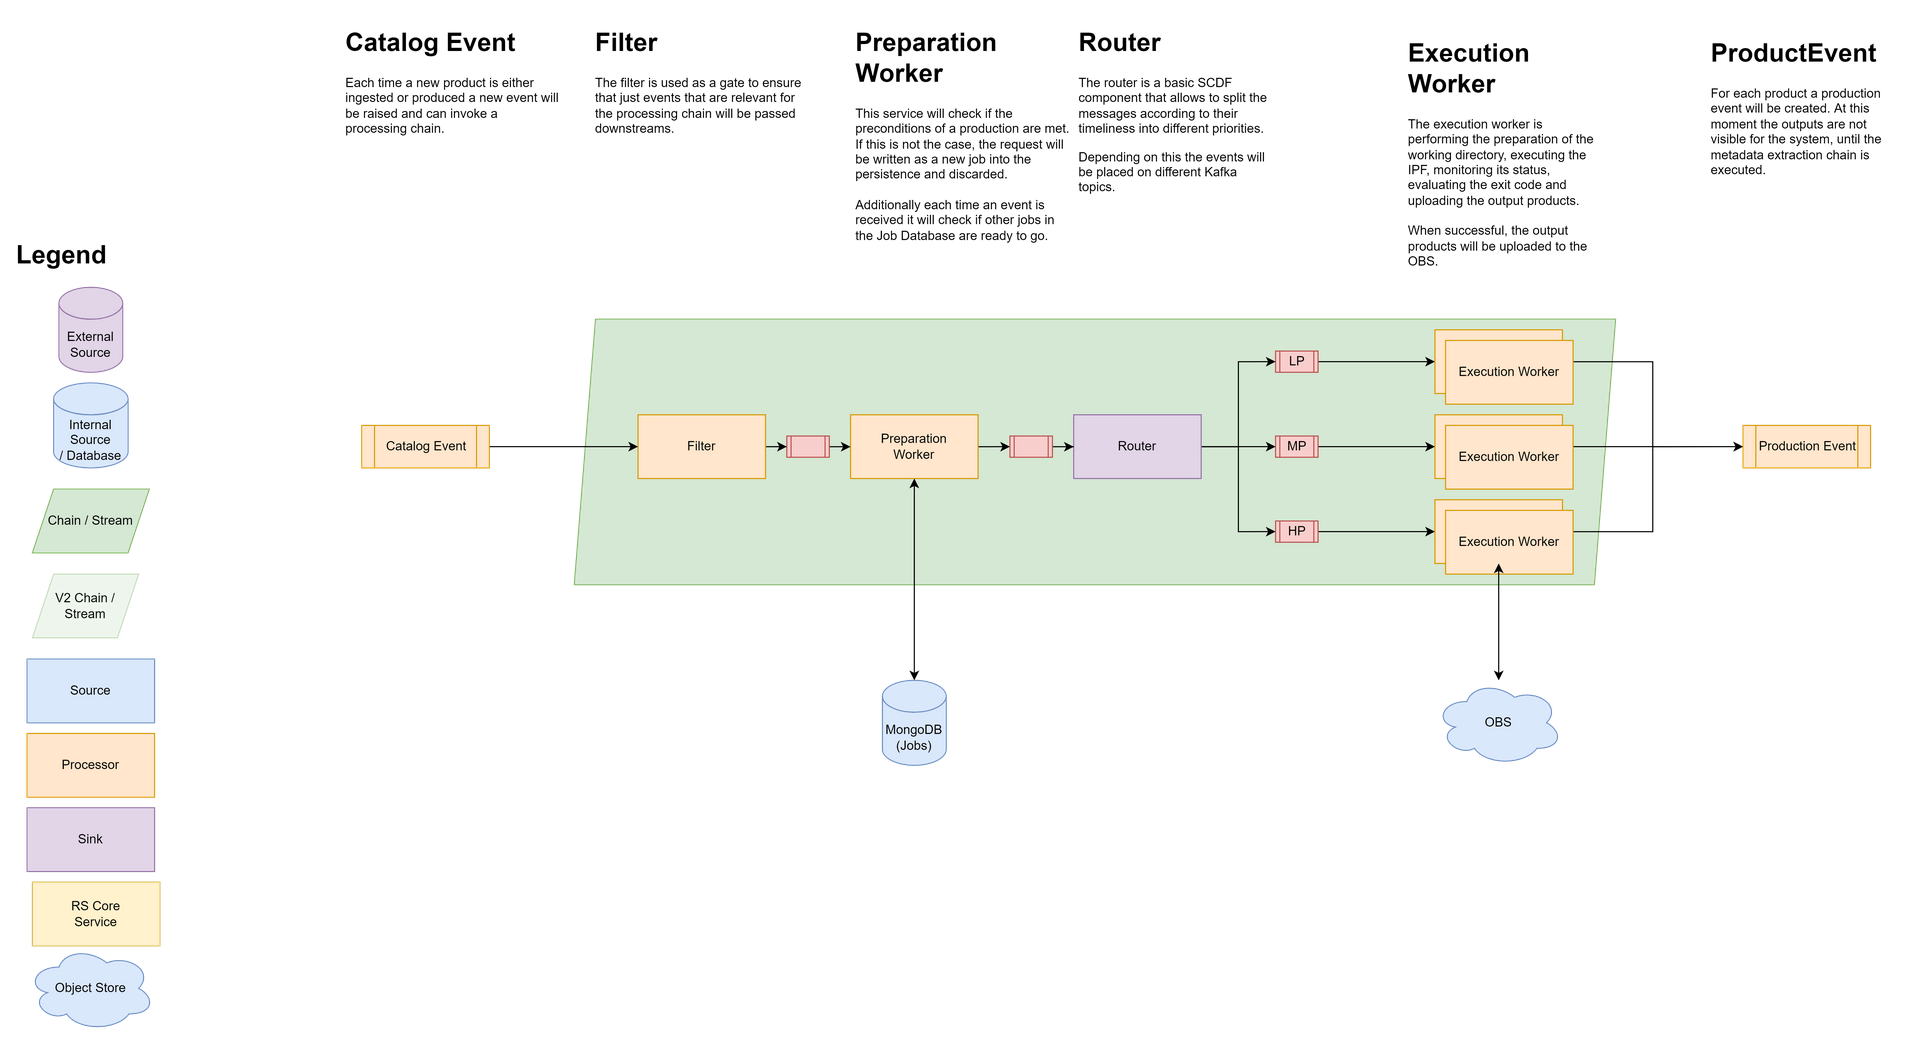 Catalog Event
Each time a new product is either
ingested or produced a new event will
be raised and can invoke a
processing chain.
Filter
The filter is used as a gate to ensure
that just events that are relevant for
the processing chain will be passed
downstreams.
Preparation
Worker
This service will check if the
preconditions of a production are met.
If this is not the case, the request will
be written as a new job into the
persistence and discarded.
Additionally each time an event is
received it will check if other jobs in
the Job Database are ready to go.
Router
The router is a basic SCDF
component that allows to split the
messages according to their
timeliness into different priorities.
Depending on this the events will
be placed on different Kafka
topics.
Execution
Worker
The execution worker is
performing the preparation of the
working directory, executing the
IPF, monitoring its status,
evaluating the exit code and
uploading the output products.
When successful, the output
products will be uploaded to the
OBS.
ProductEvent
For each product a production
event will be created. At this
moment the outputs are not
visible for the system, until the
metadata extraction chain is
executed.
Legend
External
Source
Internal
Source
/ Database
Chain / Stream
V2 Chain /
Stream
Source
Processor
Sink
RS Core
Service
Object Store
Catalog Event
Filter
Preparation
Worker
Router
LP
MP
HP
Execution Worker
Execution Worker
Execution Worker
Production Event
MongoDB
(Jobs)
OBS